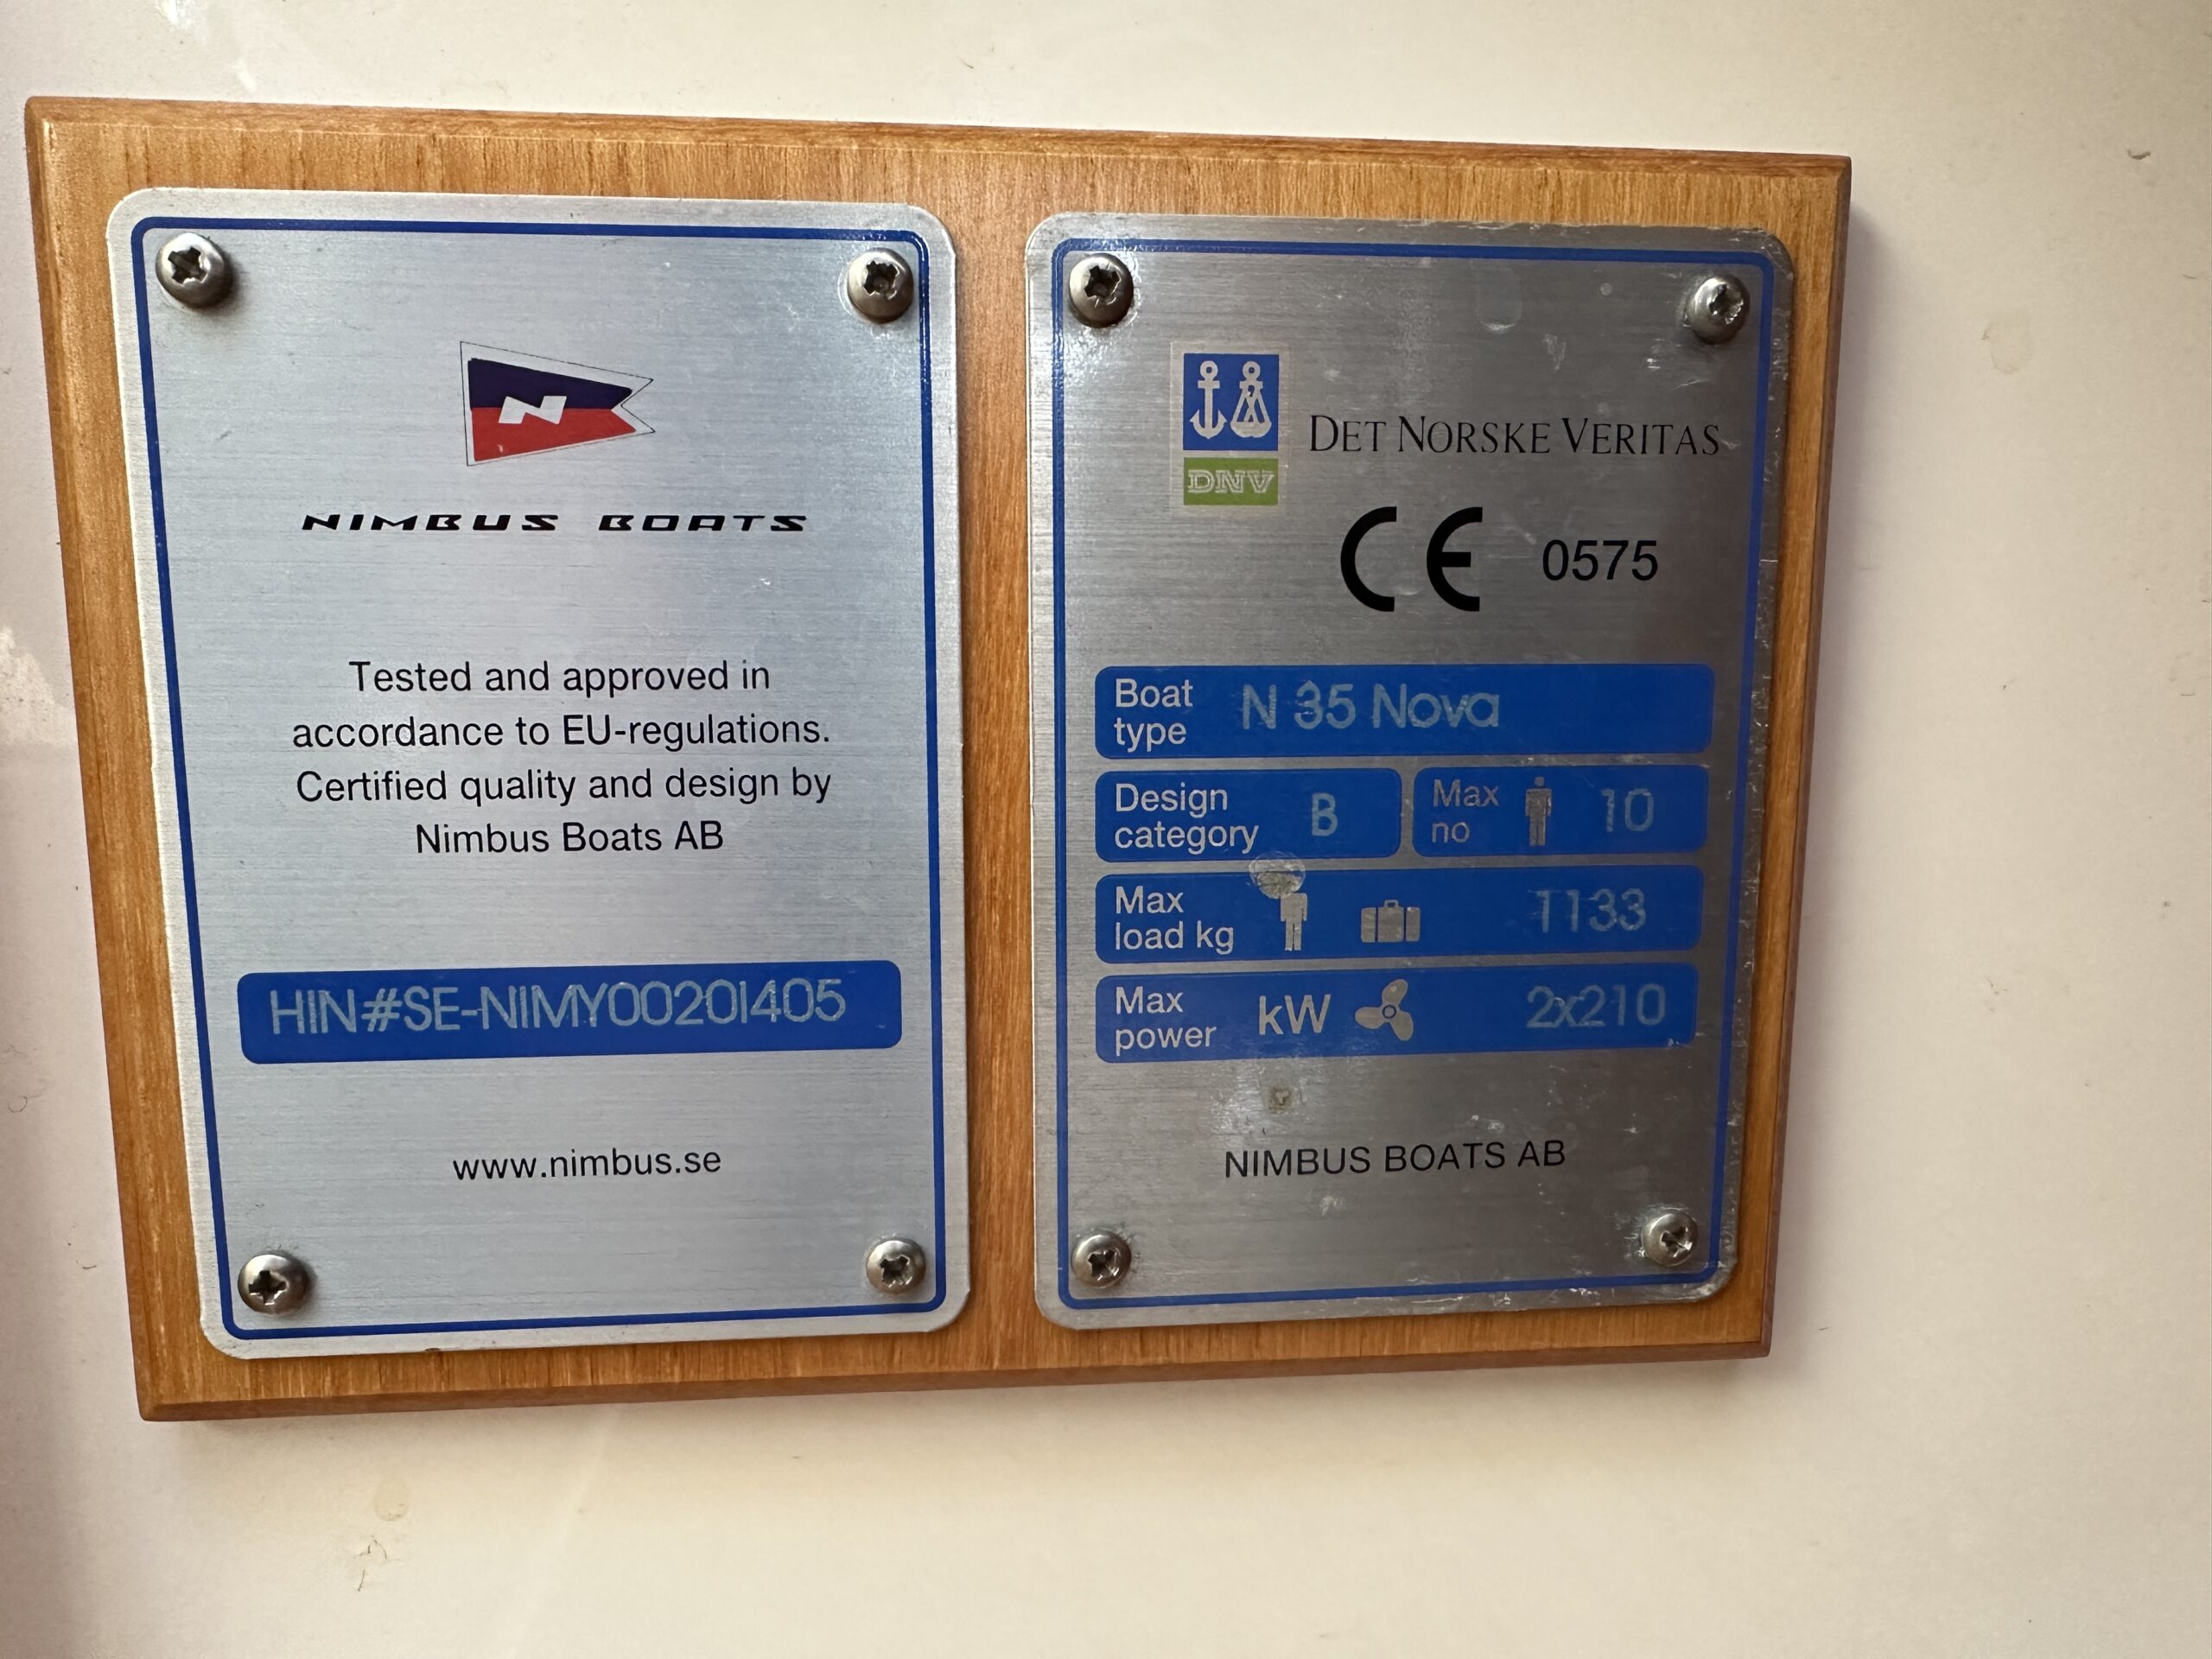 NIMBUS BOATS
Tested and approved in
accordance to EU-regulations.
Certified quality and design by
Nimbus Boats AB
HIN#SE-NIMY00201405
www.nimbus.se
DNV
DET NORSKE VERITAS
CE 0575
Boat type N 35 Nova
Design category B
Max no 10
Max load kg 1133
Max power kW 2x210
NIMBUS BOATS AB